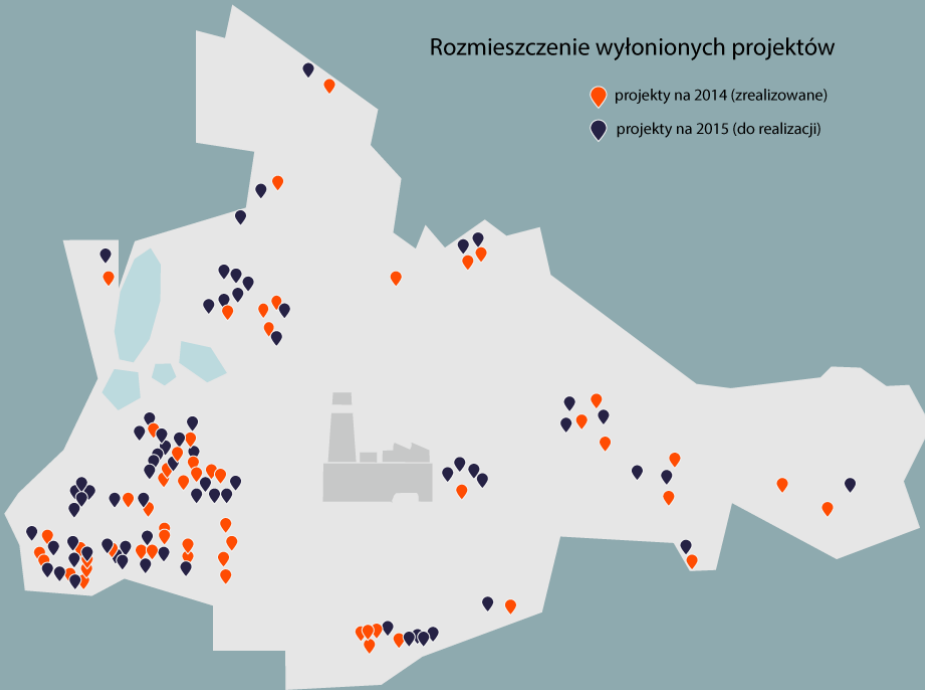 Rozmieszczenie wyłonionych projektów
projekty na 2014 (zrealizowane)
projekty na 2015 (do realizacji)